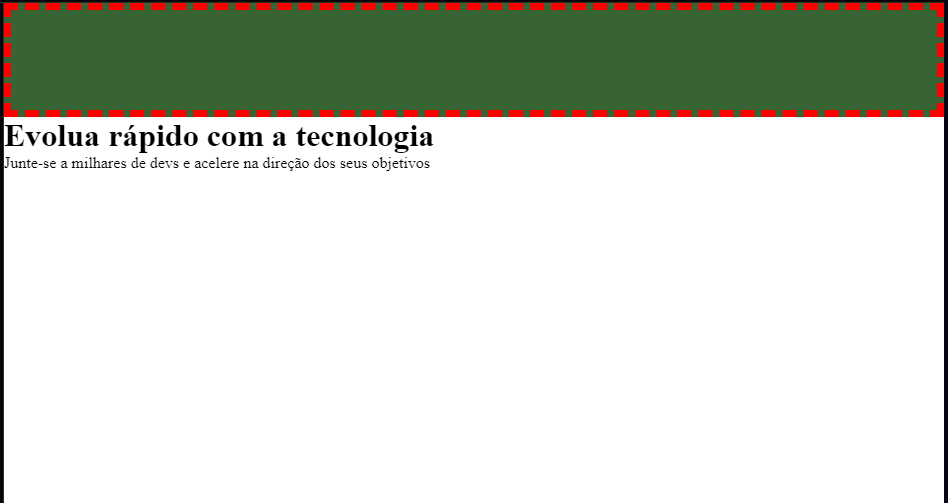 Evolua rápido com a tecnologia
Junte-se a milhares de devs e acelere na direção dos seus objetivos